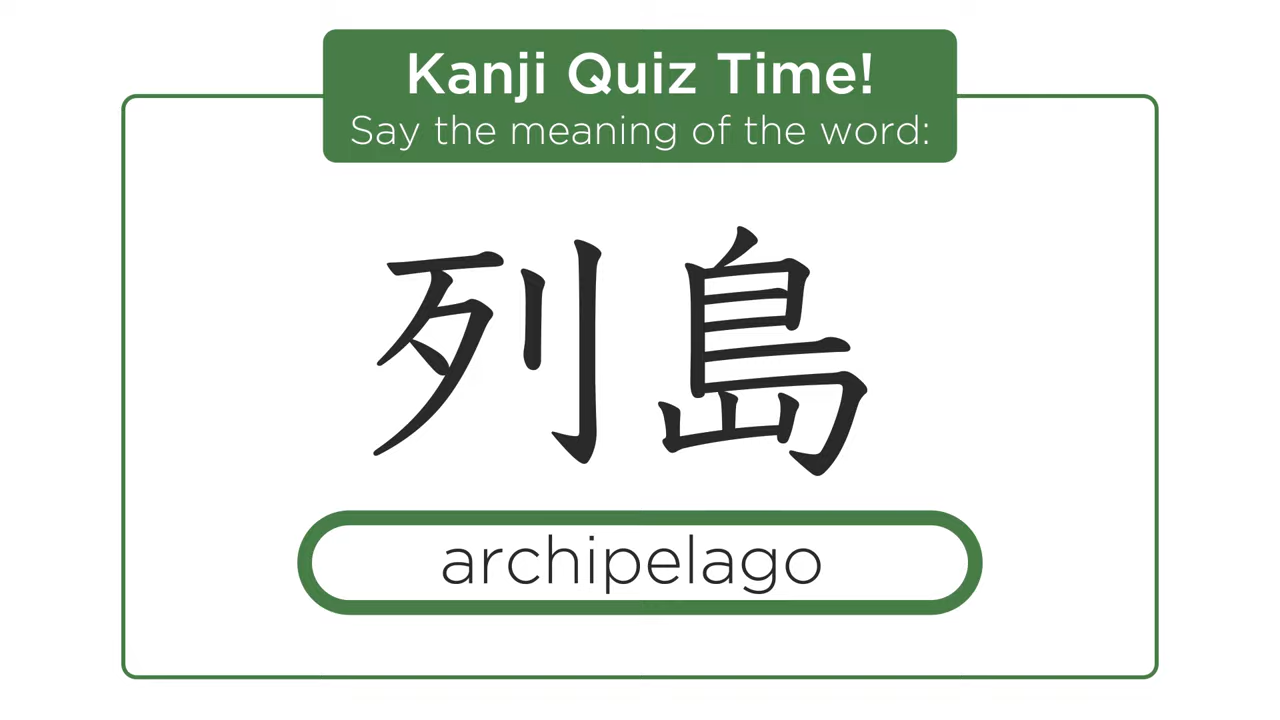 Kanji Quiz Time!
Say the meaning of the word:
列島
archipelago